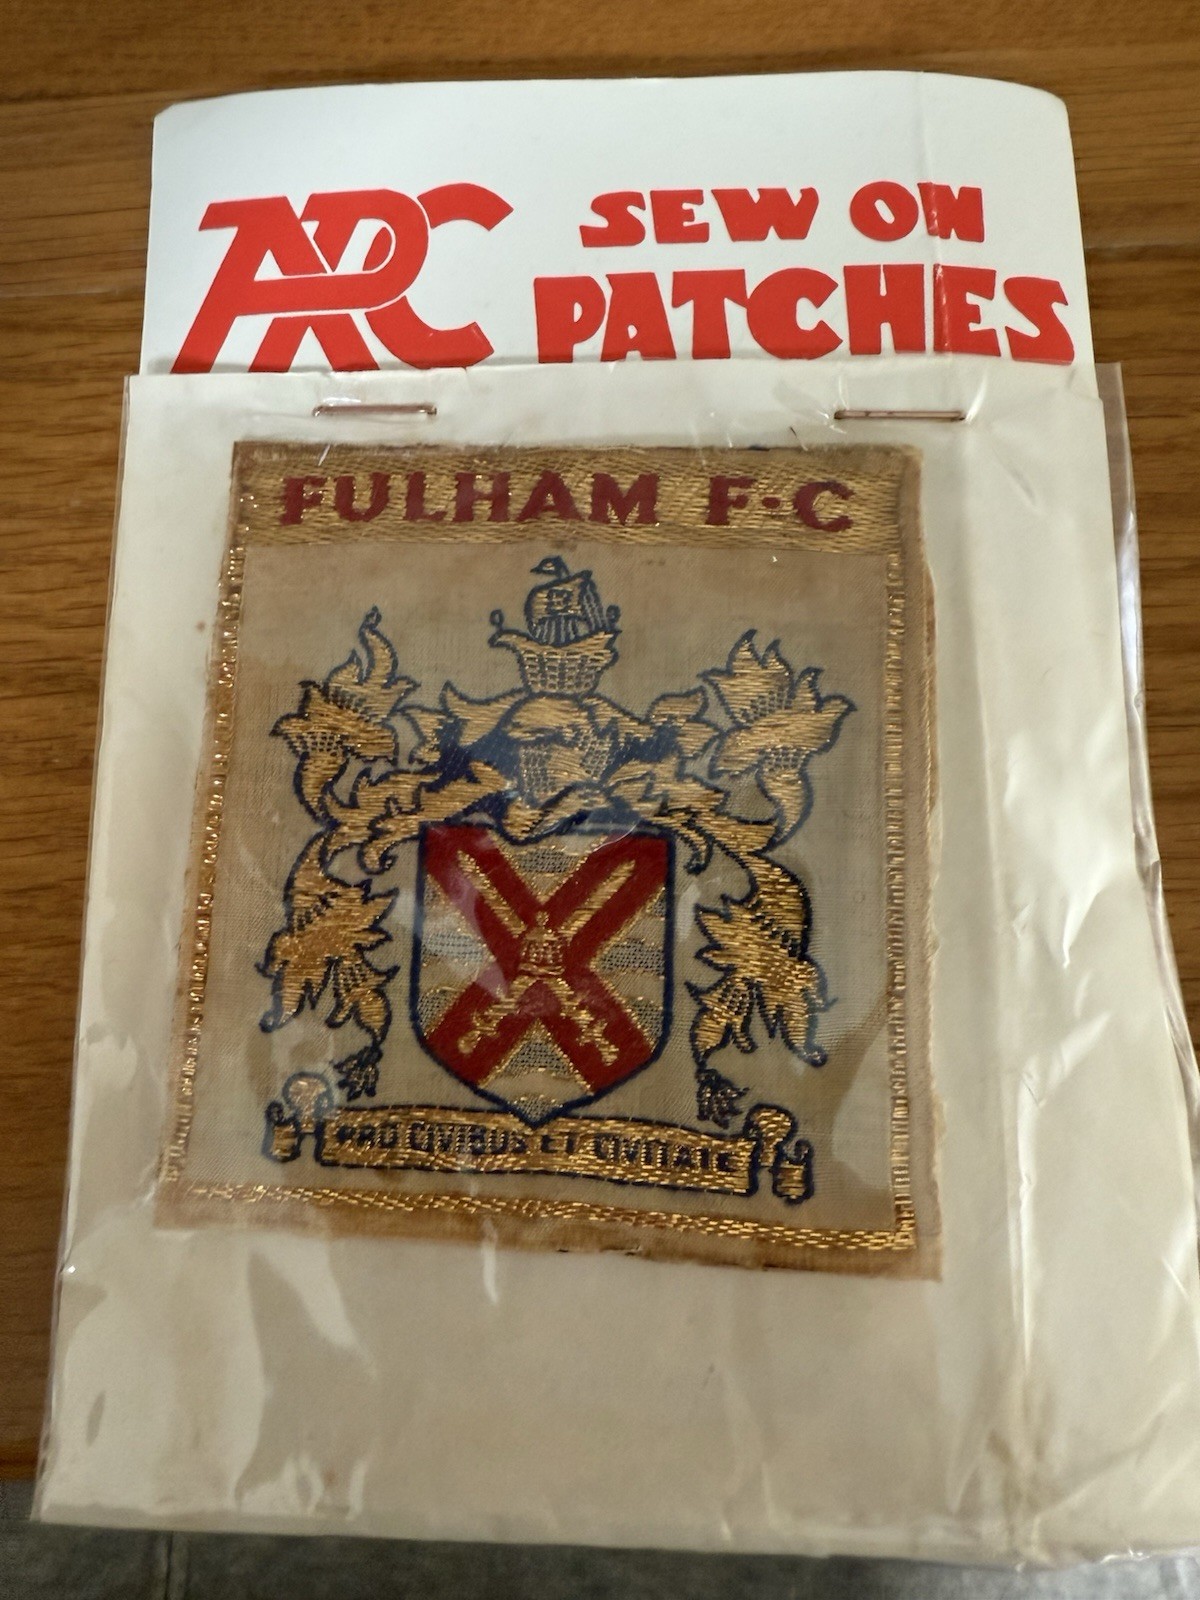 ARC SEW ON
PATCHES
FULHAM F·C
PRO CIVIBUS ET CIVITATE